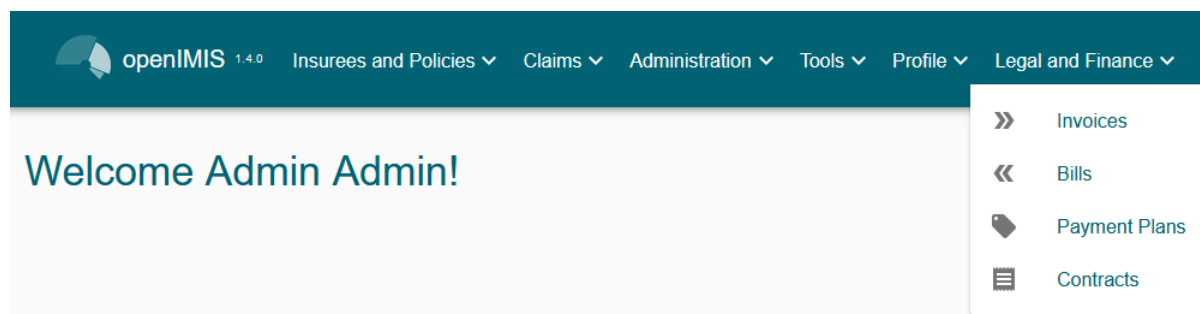 openIMIS 1.4.0 Insurees and Policies Claims Administration Tools Profile Legal and Finance
Welcome Admin Admin!
Invoices
Bills
Payment Plans
Contracts